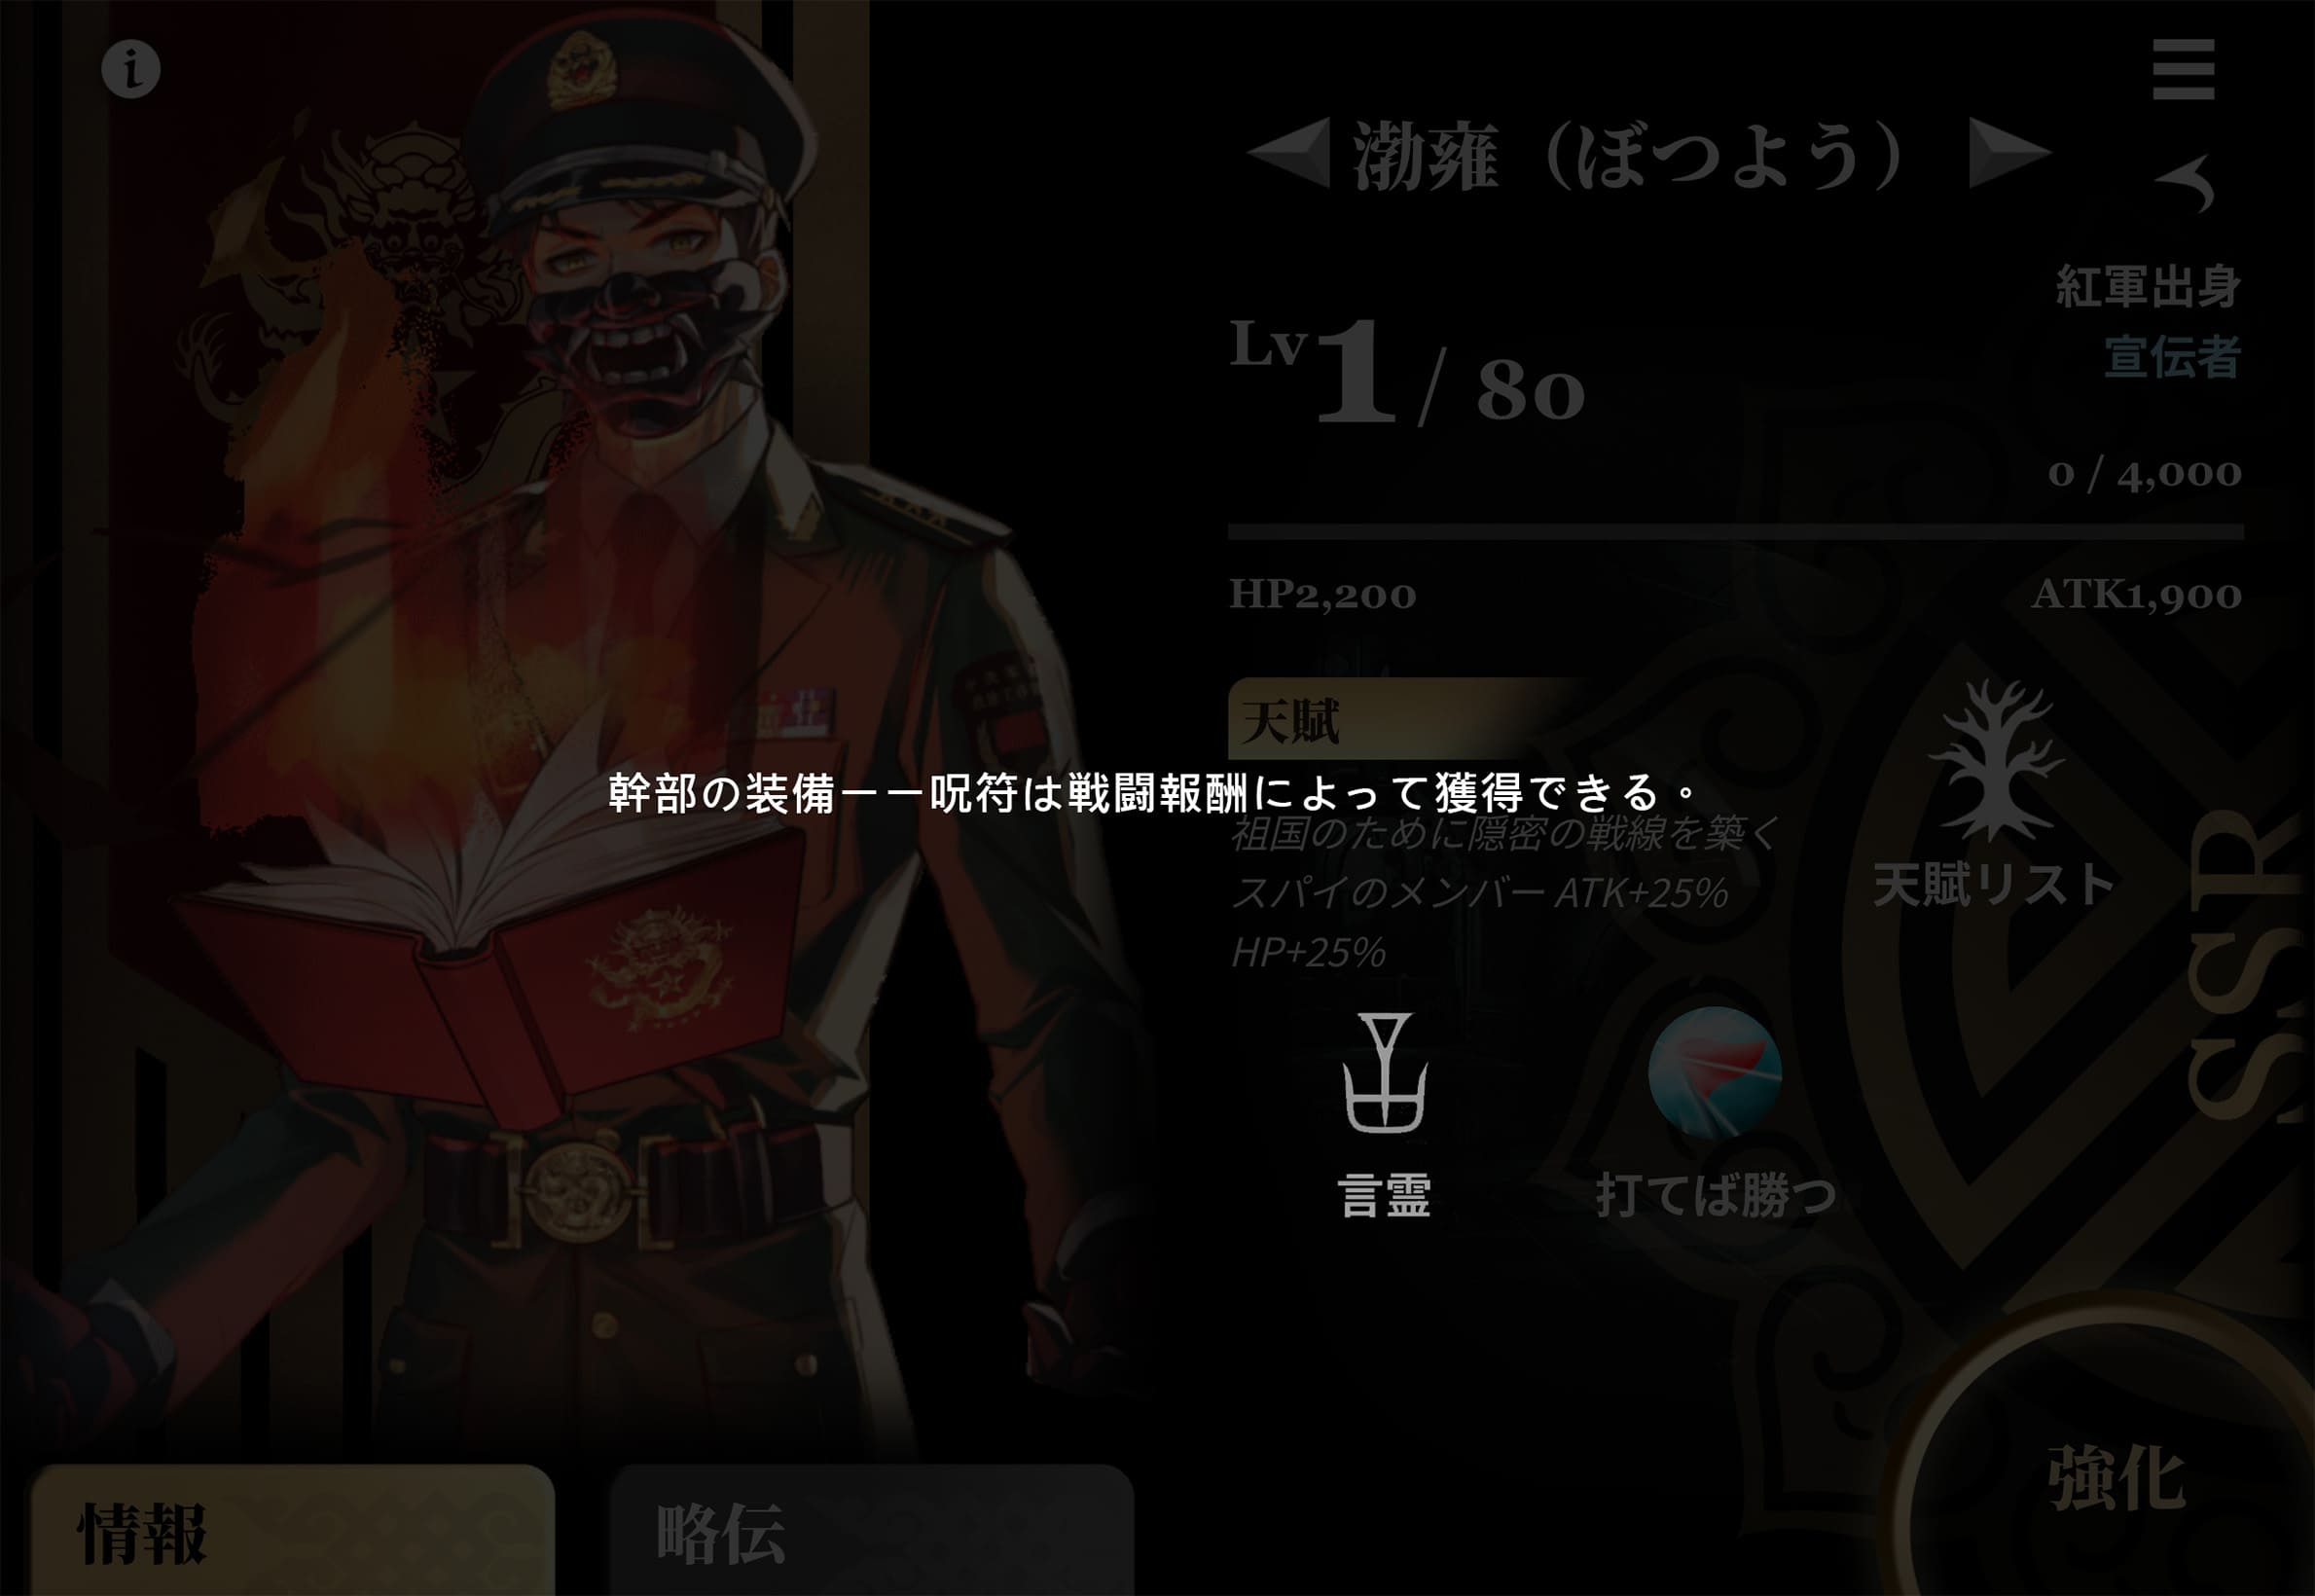 渤雍（ぼつよう）
紅軍出身
Lv1/ 80
宣伝者
0 / 4,000
HP2,200
ATK1,900
天賦
幹部の装備ーー呪符は戦闘報酬によって獲得できる。
祖国のために隠密の戦線を築く
スパイのメンバー ATK+25%
HP+25%
天賦リスト
SSR
言霊
打てば勝つ
強化
情報
略伝